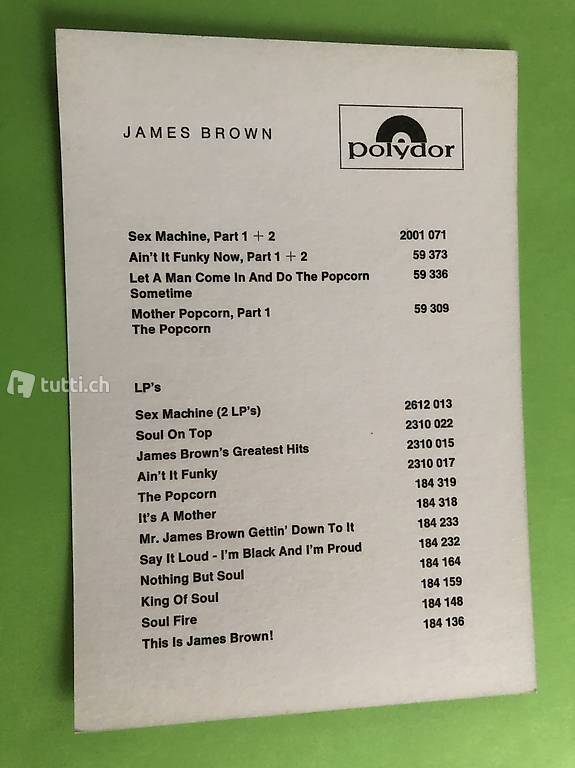 JAMES BROWN
polydor
Sex Machine, Part 1 + 2 2001 071
Ain't It Funky Now, Part 1 + 2 59 373
Let A Man Come In And Do The Popcorn 59 336
Sometime
Mother Popcorn, Part 1 59 309
The Popcorn
tutti.ch
LP's
Sex Machine (2 LP's) 2612 013
Soul On Top 2310 022
James Brown's Greatest Hits 2310 015
Ain't It Funky 2310 017
The Popcorn 184 319
It's A Mother 184 318
Mr. James Brown Gettin' Down To It 184 233
Say It Loud - I'm Black And I'm Proud 184 232
Nothing But Soul 184 164
King Of Soul 184 159
Soul Fire 184 148
This Is James Brown! 184 136